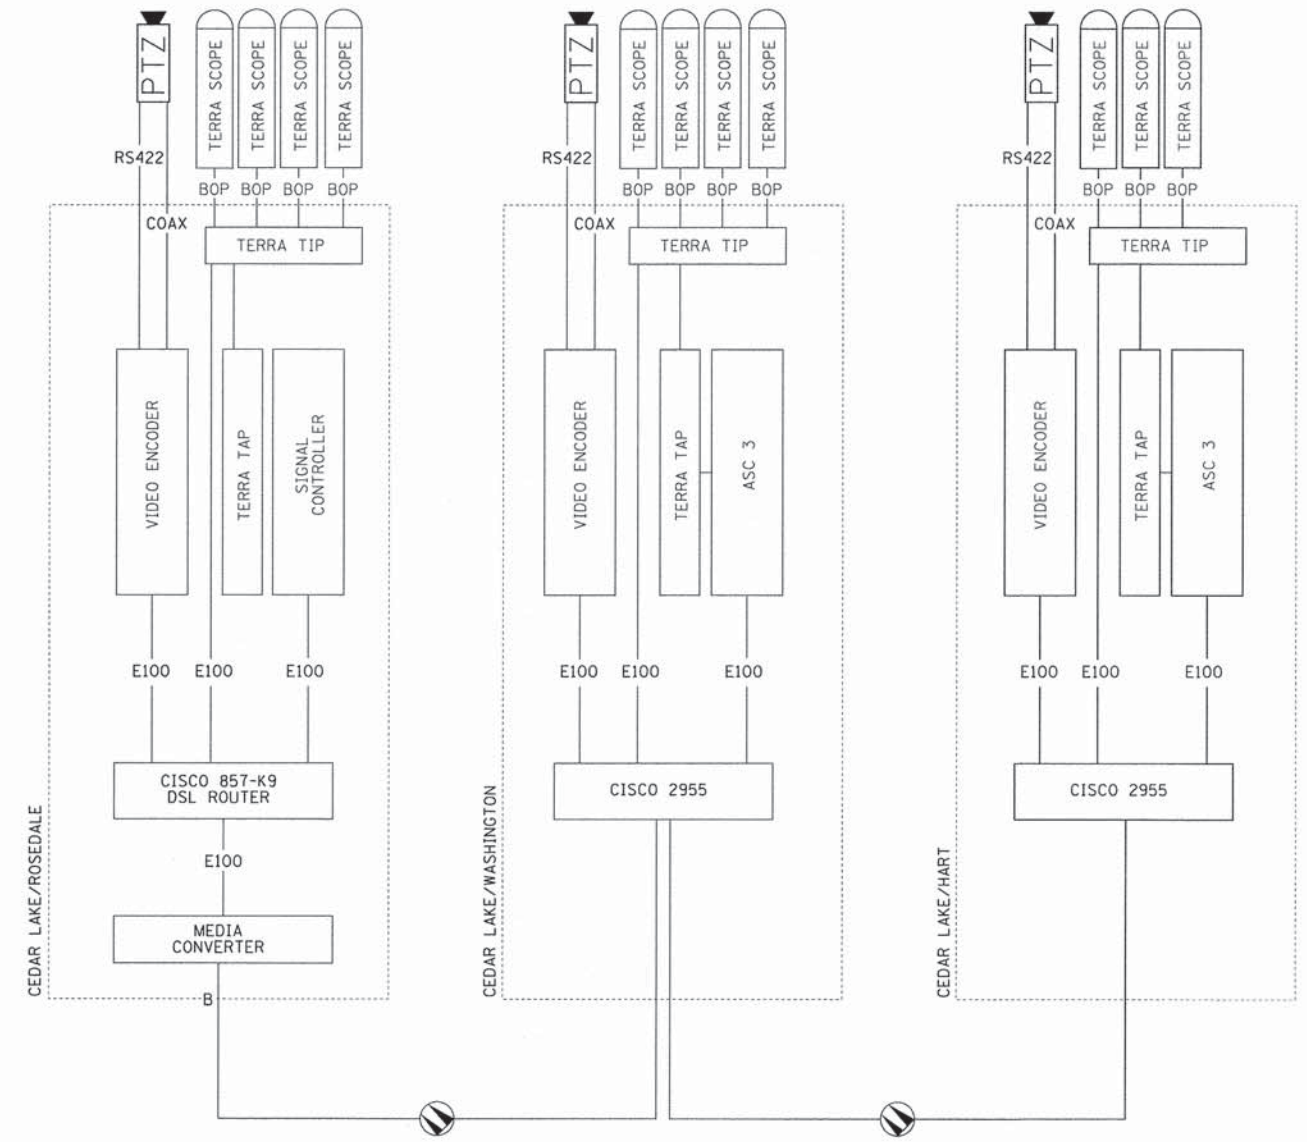 PTZ
TERRA SCOPE
TERRA SCOPE
TERRA SCOPE
TERRA SCOPE
RS422
BOP
BOP
BOP
BOP
COAX
TERRA TIP
VIDEO ENCODER
TERRA TAP
SIGNAL
CONTROLLER
E100
E100
E100
CISCO 857-K9
DSL ROUTER
E100
MEDIA
CONVERTER
B
CEDAR LAKE/ROSEDALE
PTZ
TERRA SCOPE
TERRA SCOPE
TERRA SCOPE
TERRA SCOPE
RS422
BOP
BOP
BOP
BOP
COAX
TERRA TIP
VIDEO ENCODER
TERRA TAP
ASC 3
E100
E100
E100
CISCO 2955
CEDAR LAKE/WASHINGTON
PTZ
TERRA SCOPE
TERRA SCOPE
TERRA SCOPE
RS422
BOP
BOP
BOP
COAX
TERRA TIP
VIDEO ENCODER
TERRA TAP
ASC 3
E100
E100
E100
CISCO 2955
CEDAR LAKE/HART